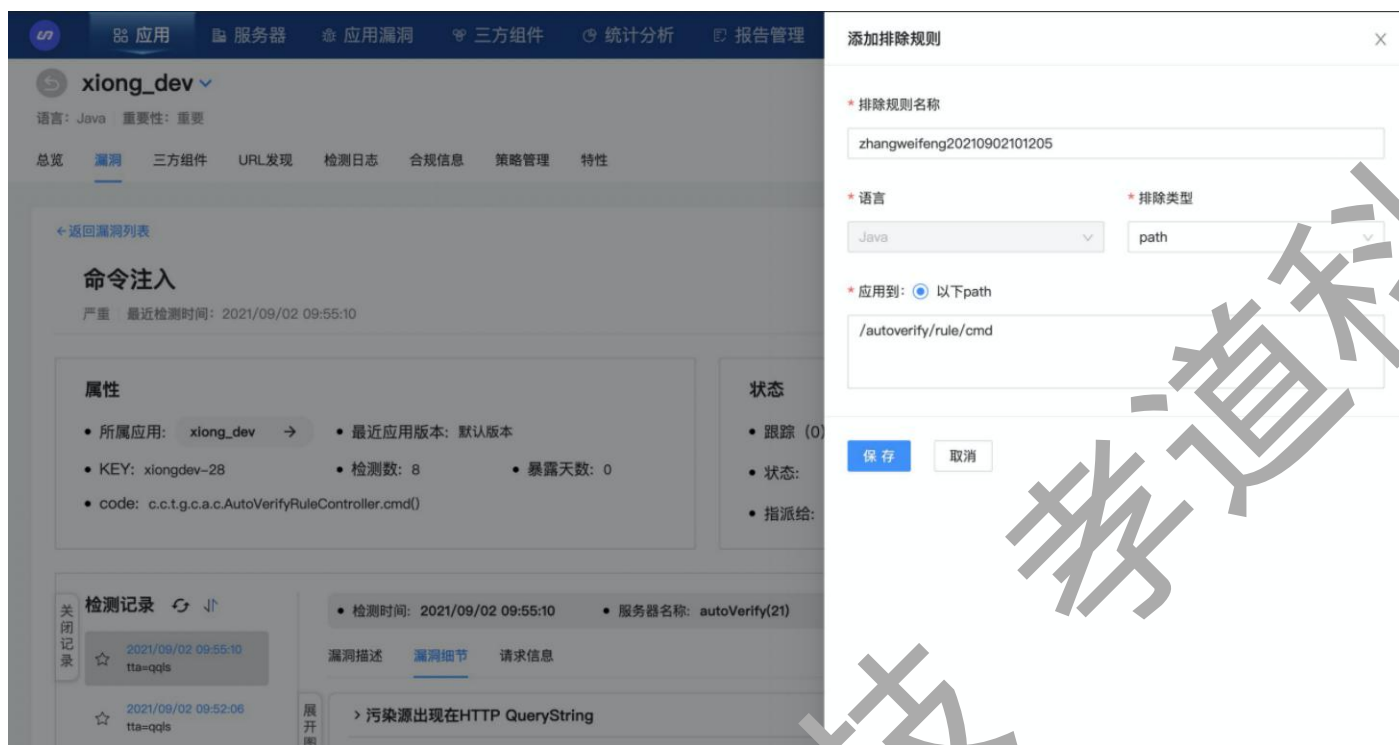 应用 服务器 应用漏洞 三方组件 统计分析 报告管理
xiong_dev
语言：Java 重要性：重要
总览 漏洞 三方组件 URL发现 检测日志 合规信息 策略管理 特性
←返回漏洞列表
命令注入
严重 最近检测时间：2021/09/02 09:55:10
属性
• 所属应用: xiong_dev → • 最近应用版本: 默认版本
• KEY: xiongdev-28 • 检测数: 8 • 暴露天数: 0
• code: c.c.t.g.c.a.c.AutoVerifyRuleController.cmd()
状态
• 跟踪（0）
• 状态:
• 指派给:
关闭记录
检测记录
2021/09/02 09:55:10
tta=qqls
2021/09/02 09:52:06
tta=qqls
• 检测时间: 2021/09/02 09:55:10 • 服务器名称: autoVerify(21)
漏洞描述 漏洞细节 请求信息
展开图
> 污染源出现在HTTP QueryString
添加排除规则
* 排除规则名称
zhangweifeng20210902101205
* 语言 * 排除类型
Java path
* 应用到: 以下path
/autoverify/rule/cmd
保存 取消
孝道科技